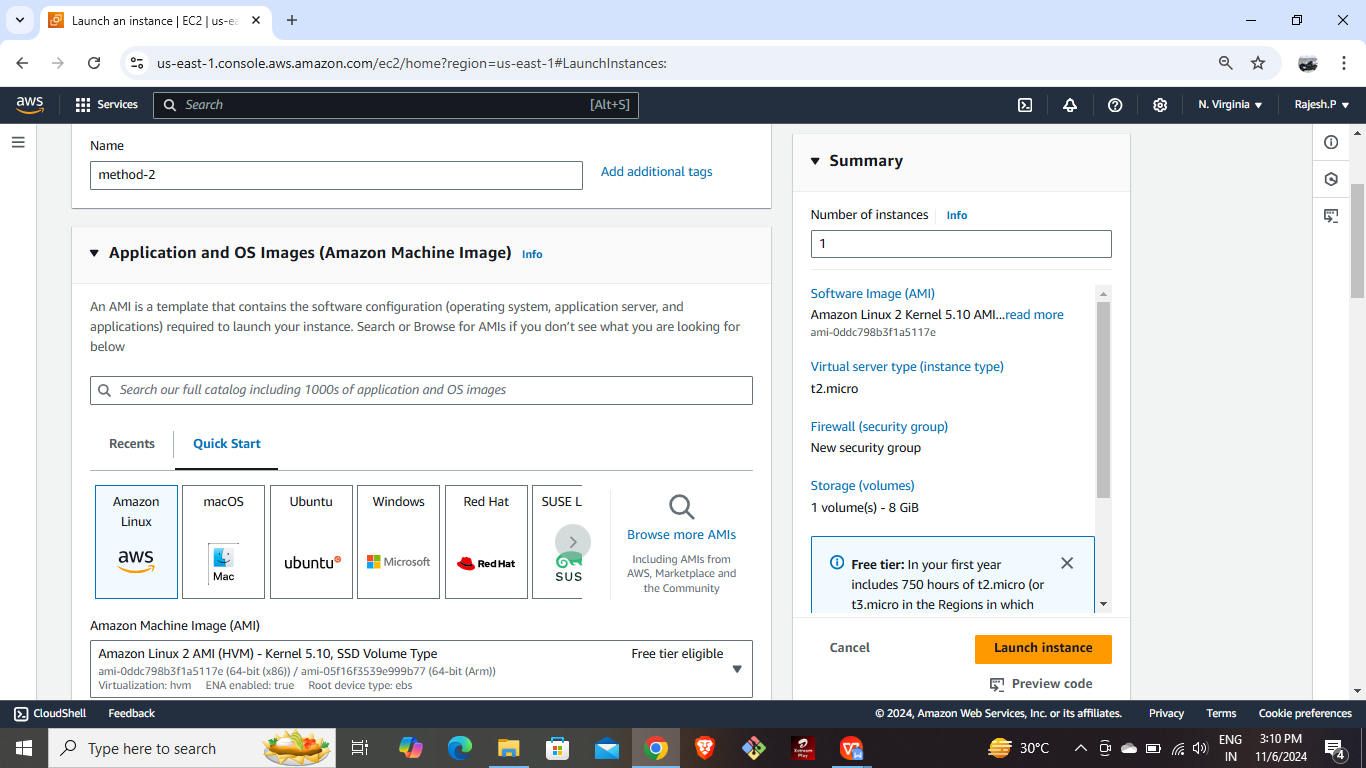 Launch an instance | EC2 | us-ea
us-east-1.console.aws.amazon.com/ec2/home?region=us-east-1#LaunchInstances:
aws
Services
Search
[Alt+S]
N. Virginia
Rajesh.P
Name
method-2
Add additional tags
Application and OS Images (Amazon Machine Image)
Info
An AMI is a template that contains the software configuration (operating system, application server, and
applications) required to launch your instance. Search or Browse for AMIs if you don't see what you are looking for
below
Search our full catalog including 1000s of application and OS images
Recents
Quick Start
Amazon
Linux
aws
macOS
Mac
Ubuntu
ubuntu
Windows
Microsoft
Red Hat
Red Hat
SUSE L
SUS
Browse more AMIs
Including AMIs from
AWS, Marketplace and
the Community
Amazon Machine Image (AMI)
Amazon Linux 2 AMI (HVM) - Kernel 5.10, SSD Volume Type
Free tier eligible
ami-0ddc798b3f1a5117e (64-bit (x86)) / ami-05f16f3539e999b77 (64-bit (Arm))
Virtualization: hvm ENA enabled: true Root device type: ebs
Summary
Number of instances
Info
1
Software Image (AMI)
Amazon Linux 2 Kernel 5.10 AMI...read more
ami-0ddc798b3f1a5117e
Virtual server type (instance type)
t2.micro
Firewall (security group)
New security group
Storage (volumes)
1 volume(s) - 8 GiB
Free tier: In your first year
includes 750 hours of t2.micro (or
t3.micro in the Regions in which
Cancel
Launch instance
Preview code
CloudShell
Feedback
© 2024, Amazon Web Services, Inc. or its affiliates.
Privacy
Terms
Cookie preferences
Type here to search
30°C
ENG
IN
3:10 PM
11/6/2024
4